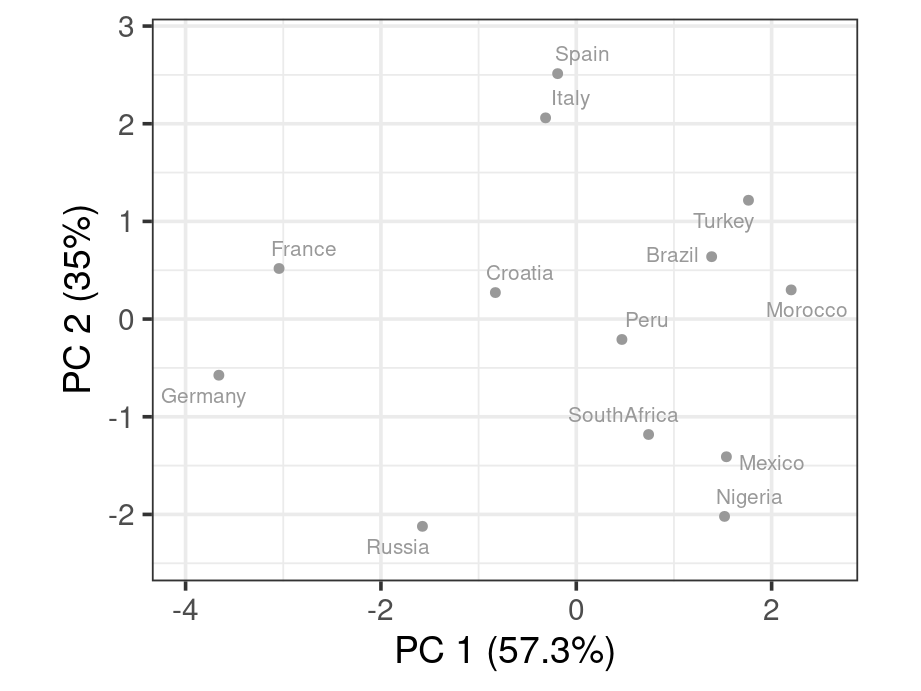 3
Spain
Italy
2
Turkey
1
France
Brazil
Croatia
Morocco
0
Peru
PC 2 (35%)
Germany
-1
SouthAfrica
Mexico
Nigeria
-2
Russia
-4
-2
0
2
PC 1 (57.3%)